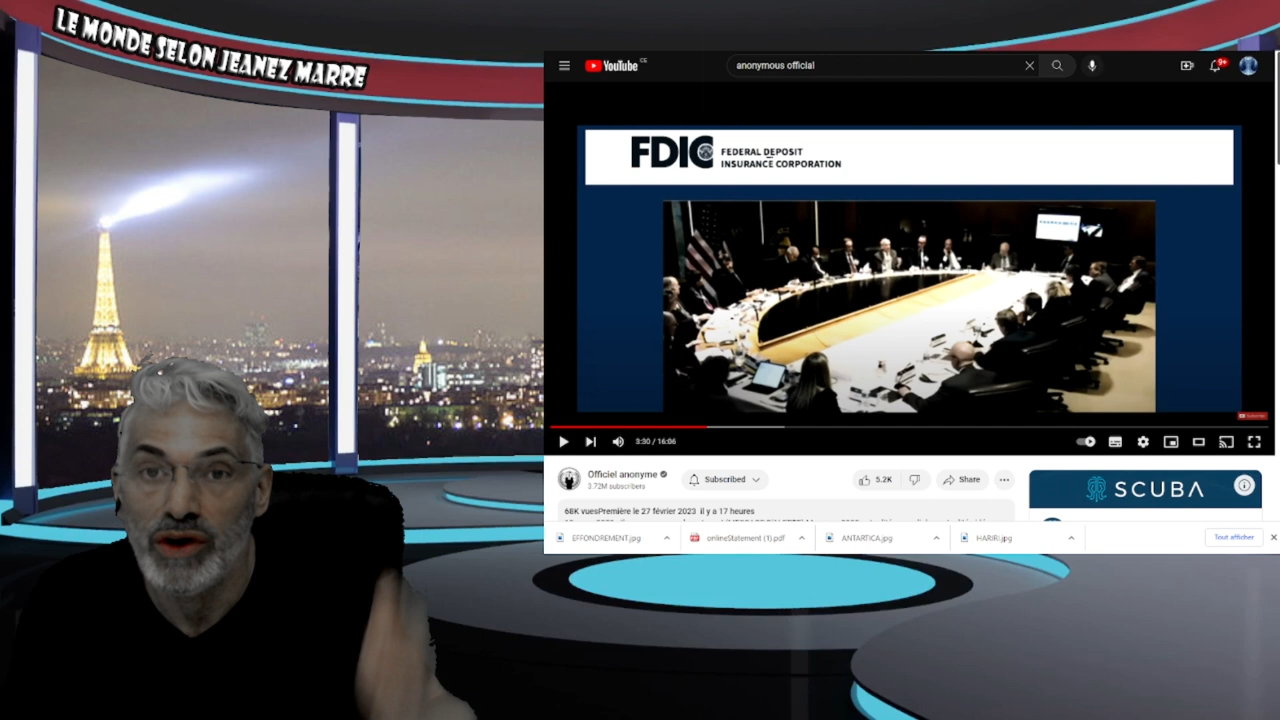 LE MONDE SELON JEANEZ MARRE
YouTube CE
anonymous official
9+
FDIC FEDERAL DEPOSIT
INSURANCE CORPORATION
3:30 / 16:06
Officiel anonyme
3.72M subscribers
Subscribed
5.2K
Share
SCUBA
68K vuesPremière le 27 février 2023 il y a 17 heures
EFFONDREMENT.jpg
onlineStatement (1).pdf
ANTARTICA.jpg
HARIRI.jpg
Tout afficher